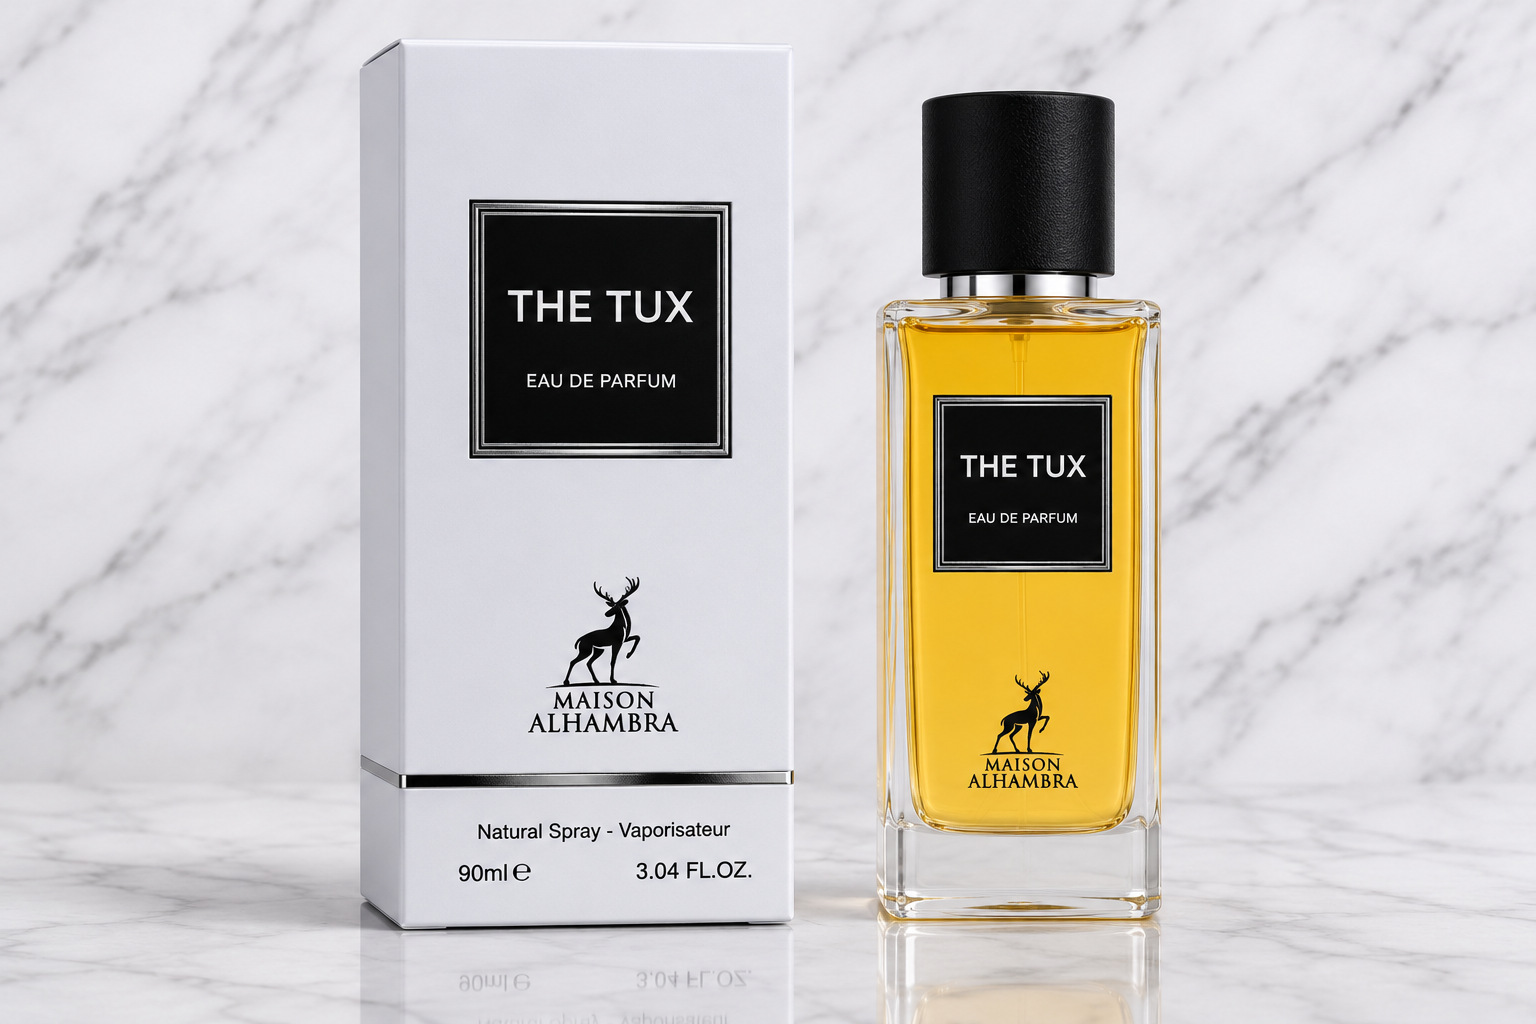 THE TUX
EAU DE PARFUM
MAISON
ALHAMBRA
Natural Spray - Vaporisateur
90ml ℮
3.04 FL.OZ.
THE TUX
EAU DE PARFUM
MAISON
ALHAMBRA